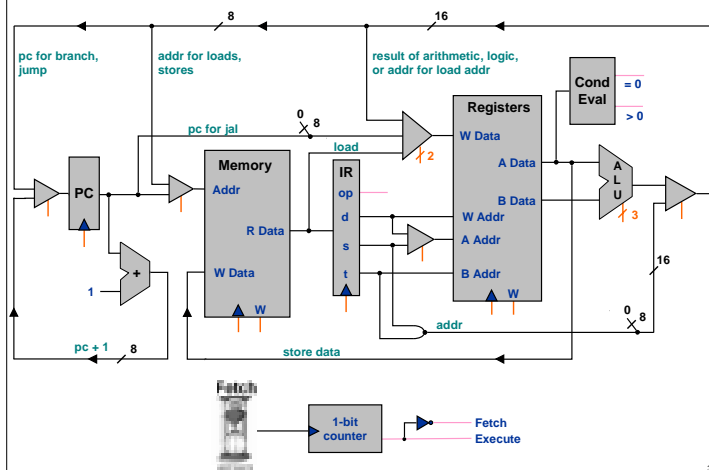 8
16
pc for branch,
jump
addr for loads,
stores
result of arithmetic, logic,
or addr for load addr
Cond
Eval
= 0
> 0
Registers
0
8
pc for jal
W Data
load
2
Memory
IR
A Data
A
L
U
PC
Addr
op
B Data
R Data
d
W Addr
3
s
A Addr
W Data
t
B Addr
16
+
1
W
W
0
8
addr
pc + 1
8
store data
Fetch
1-bit
counter
Fetch
Execute